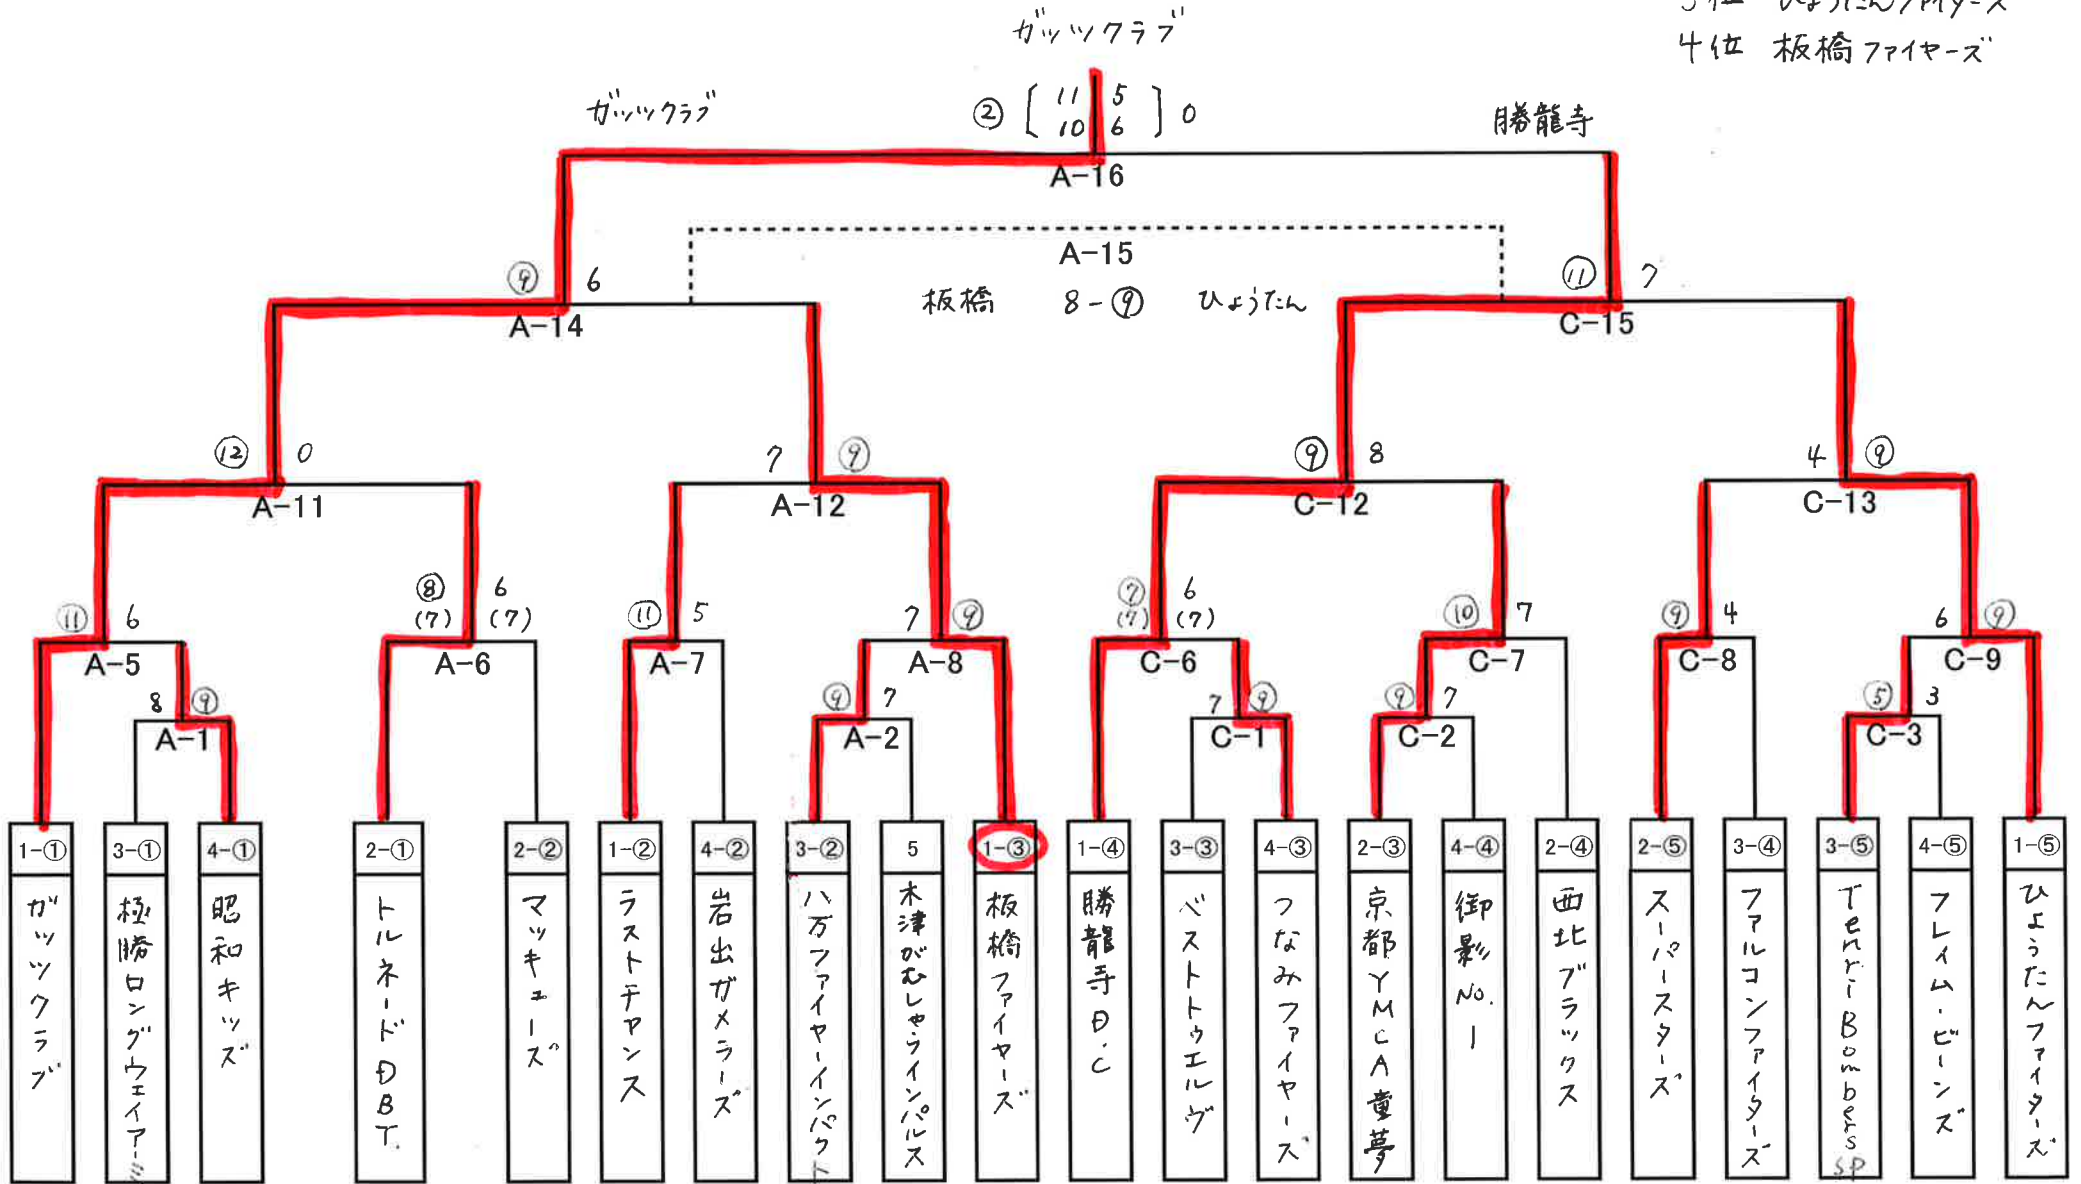 ガッツクラブ
3位 ひょうたんファイターズ
4位 板橋ファイヤーズ
ガッツクラブ
② [ 11 5 ] 0
10 6
勝龍寺
A-16
A-15
⑨ 6
⑪ 7
板橋 8-⑨ ひょうたん
A-14
C-15
⑫ 0
7 ⑨
⑨ 8
4 ⑨
A-11
A-12
C-12
C-13
⑪ 6
⑧ 6
(7) (7)
⑪ 5
7 ⑨
⑦ 6
(7) (7)
⑩ 7
⑨ 4
6 ⑨
A-5
A-6
A-7
A-8
C-6
C-7
C-8
C-9
8 ⑨
⑨ 7
7 ⑨
⑨ 7
⑤ 3
A-1
A-2
C-1
C-2
C-3
1-①
ガッツクラブ
3-①
極勝ロングウェイアーミー
4-①
昭和キッズ
2-①
トルネードDBT.
2-②
マッキーズ
1-②
ラストチャンス
4-②
岩出ガメラーズ
3-②
八万ファイヤーインパクト
5
木津がむしゃらインパルス
1-③
板橋ファイヤーズ
1-④
勝龍寺D.C
3-③
ベストトゥエルヴ
4-③
つなみファイヤーズ
2-③
京都YMCA童夢
4-④
御影No.1
2-④
西北ブラックス
2-⑤
スーパースターズ
3-④
ファルコンファイターズ
3-⑤
Tenri Bombers SP
4-⑤
フレイム・ビーンズ
1-⑤
ひょうたんファイターズ